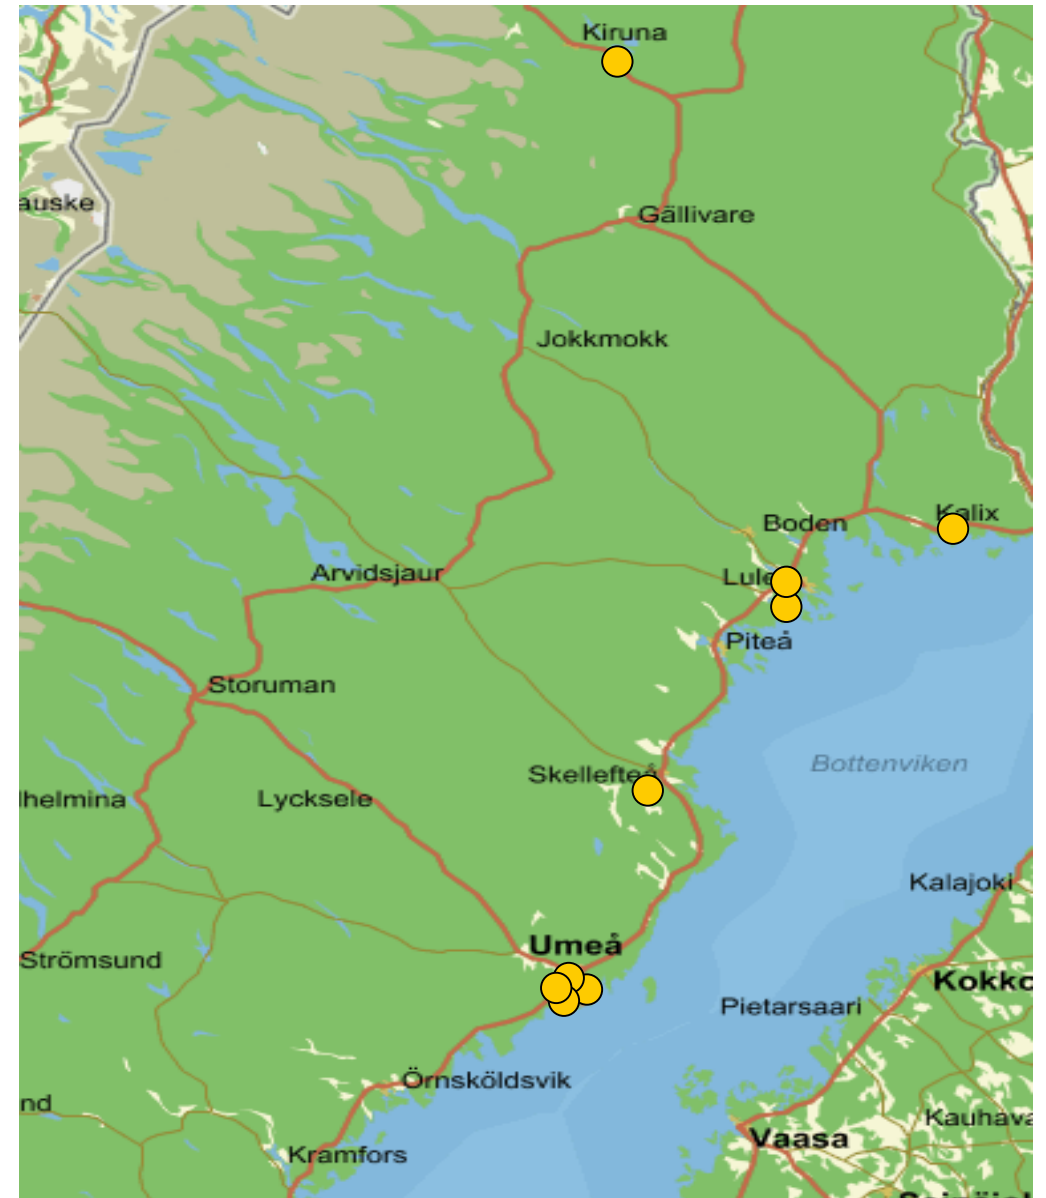 Kiruna
auske
Gällivare
Jokkmokk
Kalix
Boden
Arvidsjaur
Lule
Piteå
Storuman
Bottenviken
Skellefteå
lhelmina
Lycksele
Kalajoki
Umeå
Strömsund
Kokko
Pietarsaari
Örnsköldsvik
nd
Kauhava
Vaasa
Kramfors